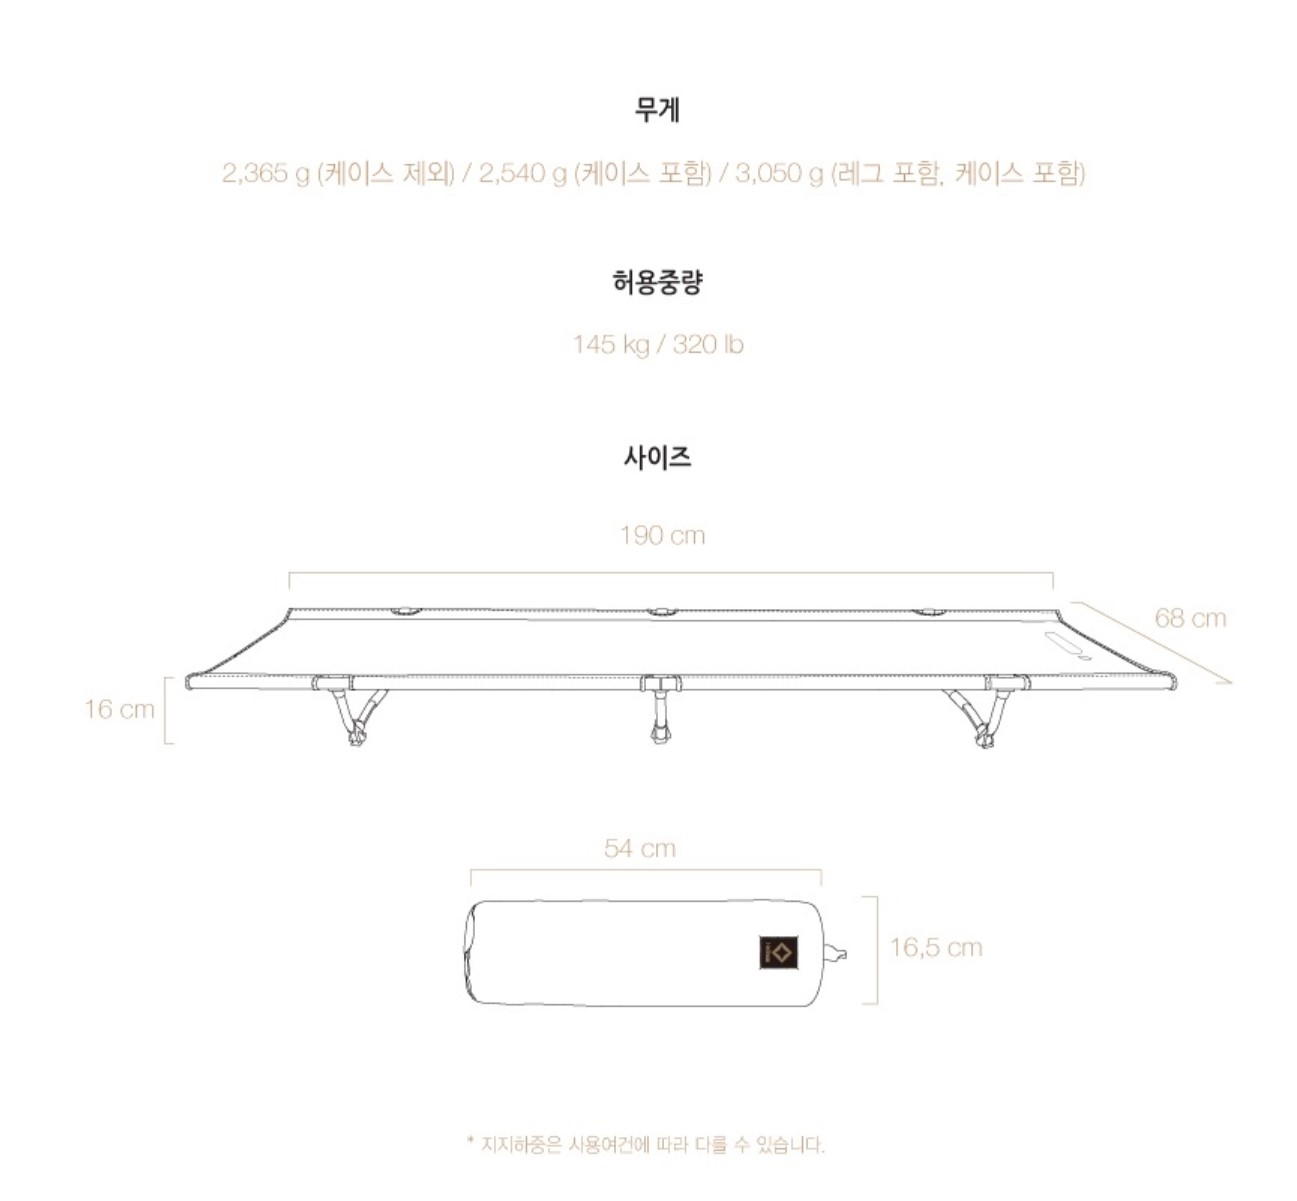 무게
2,365 g (케이스 제외) / 2,540 g (케이스 포함) / 3,050 g (레그 포함, 케이스 포함)
허용중량
145 kg / 320 lb
사이즈
190 cm
68 cm
16 cm
54 cm
16,5 cm
* 지지하중은 사용여건에 따라 다를 수 있습니다.